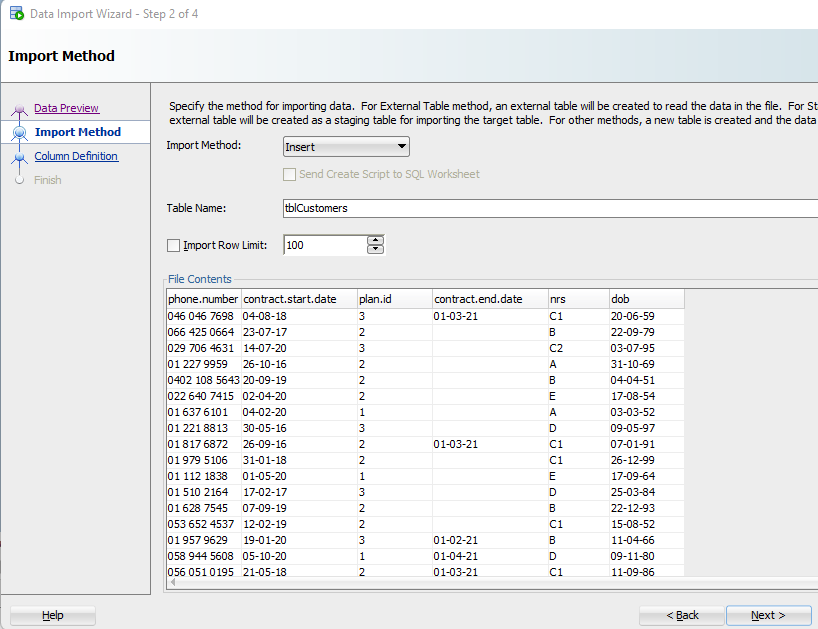 Data Import Wizard - Step 2 of 4
Import Method
Data Preview
Import Method
Column Definition
Finish
Specify the method for importing data. For External Table method, an external table will be created to read the data in the file. For St
external table will be created as a staging table for importing the target table. For other methods, a new table is created and the data
Import Method: Insert
Send Create Script to SQL Worksheet
Table Name: tblCustomers
Import Row Limit: 100
File Contents
phone.number contract.start.date plan.id contract.end.date nrs dob
046 046 7698 04-08-18 3 01-03-21 C1 20-06-59
066 425 0664 23-07-17 2 B 22-09-79
029 706 4631 14-07-20 3 C2 03-07-95
01 227 9959 26-10-16 2 A 31-10-69
0402 108 5643 20-09-19 2 B 04-04-51
022 640 7415 02-04-20 2 E 17-08-54
01 637 6101 04-02-20 1 A 03-03-52
01 221 8813 30-05-16 3 D 09-05-97
01 817 6872 26-09-16 2 01-03-21 C1 07-01-91
01 979 5106 31-01-18 2 C1 26-12-99
01 112 1838 01-05-20 1 E 17-09-64
01 510 2164 17-02-17 3 D 25-03-84
01 628 7545 07-09-19 2 B 22-12-93
053 652 4537 12-02-19 2 C1 15-08-52
01 957 9629 19-01-20 3 01-02-21 B 11-04-66
058 944 5608 05-10-20 1 01-04-21 D 09-11-80
056 051 0195 21-05-18 2 01-03-21 C1 11-09-86
Help < Back Next >